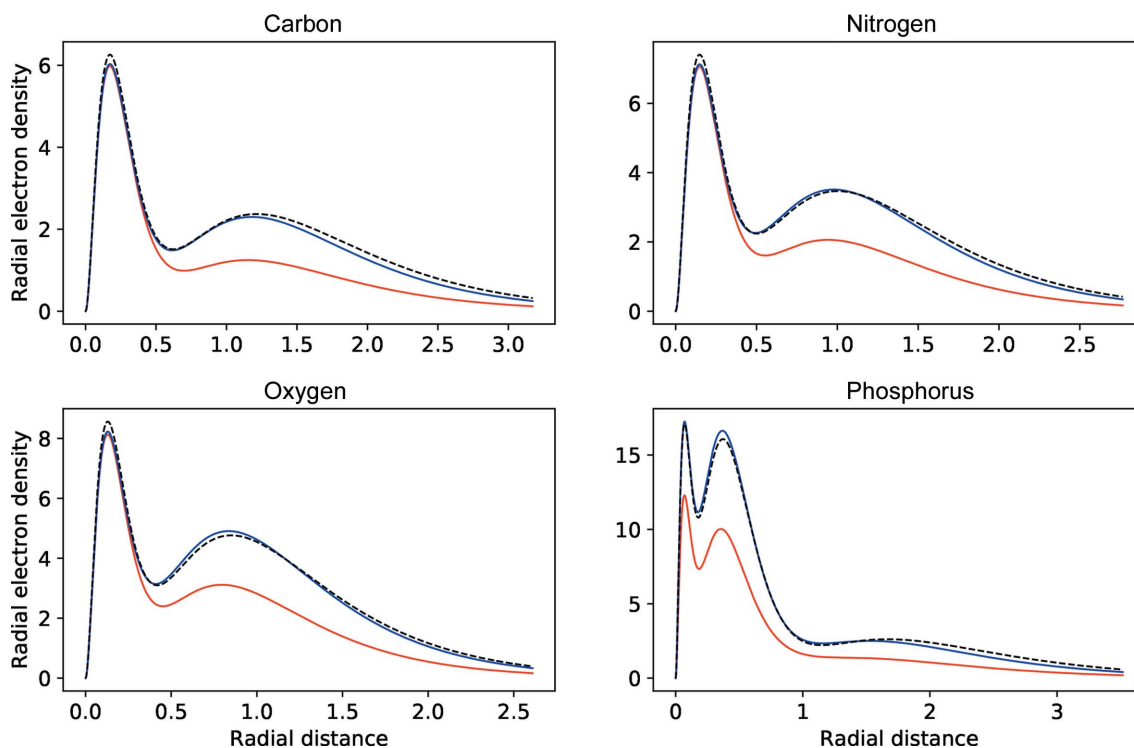 Carbon
Nitrogen
Radial electron density
6
4
2
0
0.0 0.5 1.0 1.5 2.0 2.5 3.0
6
4
2
0
0.0 0.5 1.0 1.5 2.0 2.5
Oxygen
Phosphorus
Radial electron density
8
6
4
2
0
0.0 0.5 1.0 1.5 2.0 2.5
Radial distance
15
10
5
0
0 1 2 3
Radial distance